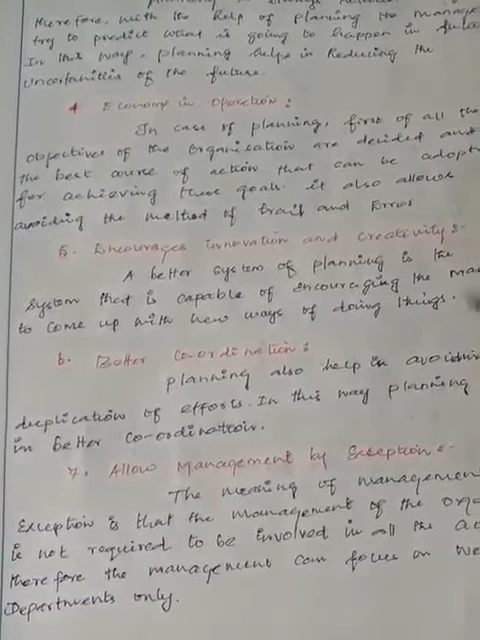 therefore, with the help of planning the manage
try to predict what is going to happen in futu
In that way, planning helps in Reducing the
Uncertainities of the future.
4 Economy in Operation:
In case of planning, first of all the
objectives of the Organisation are decided and
the best course of action that can be adopt
for achieving these goals. it also allows
avoiding the method of trail and Error.
5. Encourages innovation and Creativity:-
A better System of planning is the
System that is capable of encouraging the ma
to come up with new ways of doing things.
6. Better Co-ordination:
planning also help in avoidin
duplication of efforts. In this way planning
in better Co-ordination.
7. Allow Management by Exception:-
The meaning of managemen
Exception is that the management of the Orga
is not required to be involved in all the ac
therefore the management can focus on
Departments only.